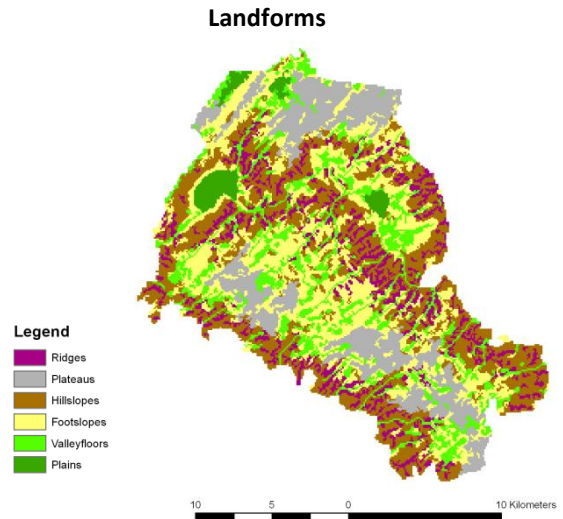 Landforms
Legend
Ridges
Plateaus
Hillslopes
Footslopes
Valleyfloors
Plains
10 5 0 10 Kilometers